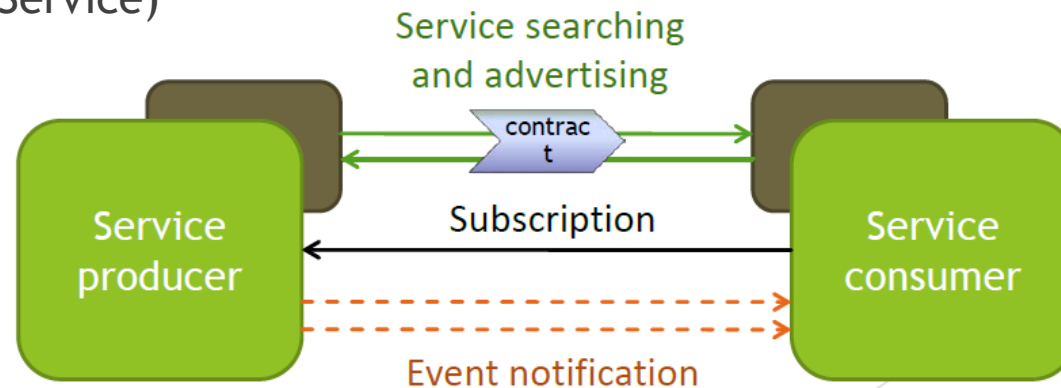 Service)
Service searching
and advertising
contrac
t
Subscription
Service
producer
Service
consumer
Event notification